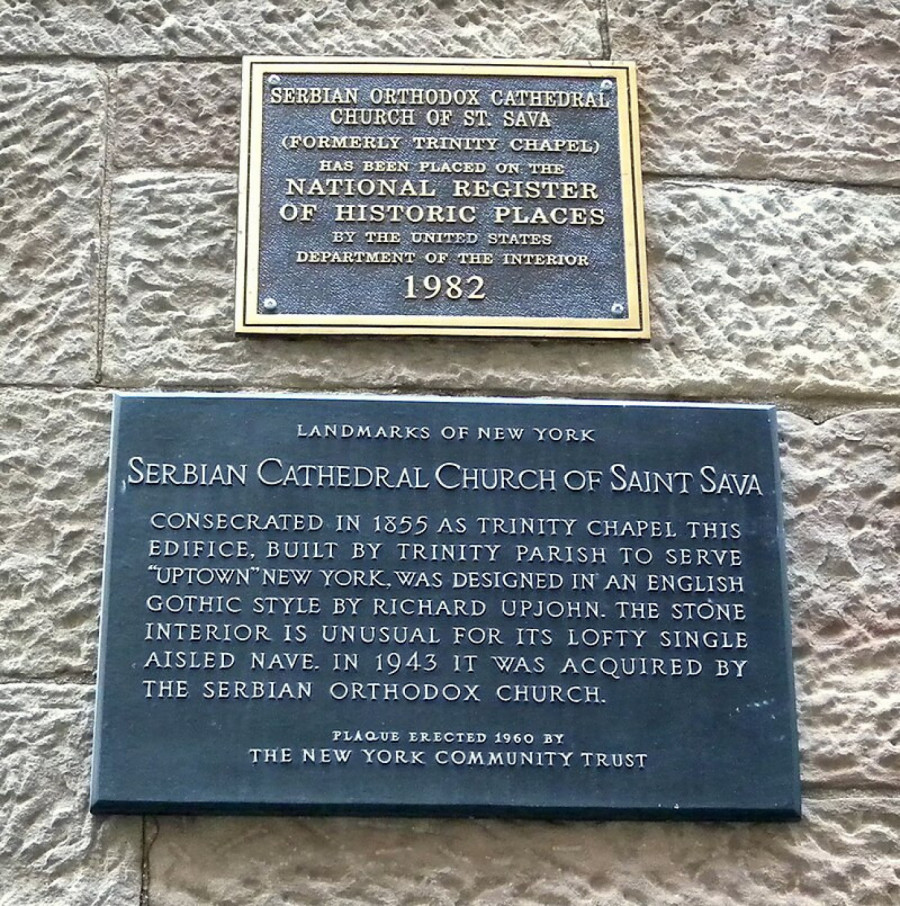 SERBIAN ORTHODOX CATHEDRAL
CHURCH OF ST. SAVA
(FORMERLY TRINITY CHAPEL)
HAS BEEN PLACED ON THE
NATIONAL REGISTER
OF HISTORIC PLACES
BY THE UNITED STATES
DEPARTMENT OF THE INTERIOR
1982
LANDMARKS OF NEW YORK
SERBIAN CATHEDRAL CHURCH OF SAINT SAVA
CONSECRATED IN 1855 AS TRINITY CHAPEL THIS
EDIFICE, BUILT BY TRINITY PARISH TO SERVE
"UPTOWN" NEW YORK, WAS DESIGNED IN AN ENGLISH
GOTHIC STYLE BY RICHARD UPJOHN. THE STONE
INTERIOR IS UNUSUAL FOR ITS LOFTY SINGLE
AISLED NAVE. IN 1943 IT WAS ACQUIRED BY
THE SERBIAN ORTHODOX CHURCH.
PLAQUE ERECTED 1960 BY
THE NEW YORK COMMUNITY TRUST